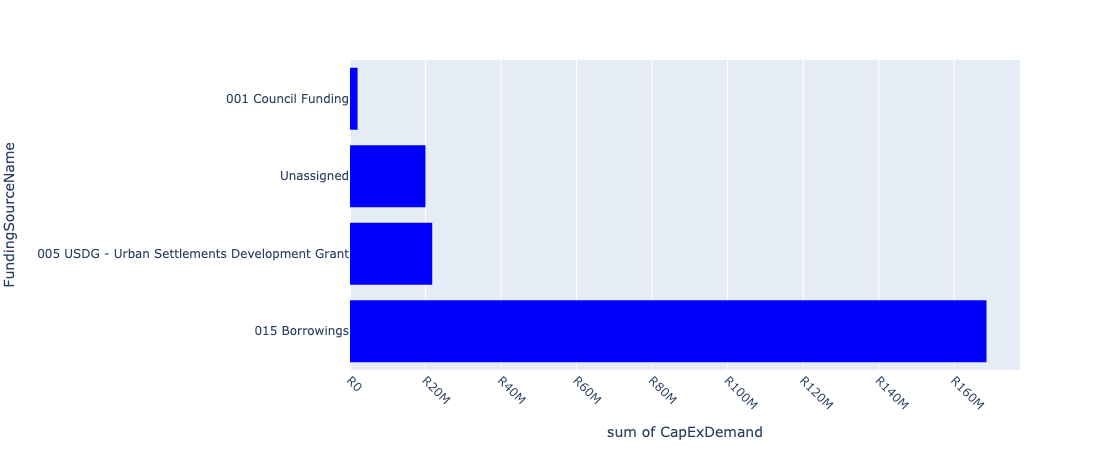 FundingSourceName
001 Council Funding
Unassigned
005 USDG - Urban Settlements Development Grant
015 Borrowings
R0
R20M
R40M
R60M
R80M
R100M
R120M
R140M
R160M
sum of CapExDemand